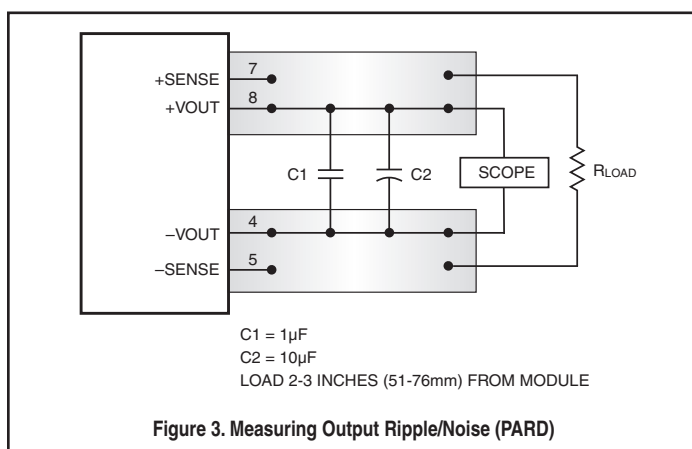 7
+SENSE
8
+VOUT
C1
C2
SCOPE
RLOAD
4
−VOUT
5
−SENSE
C1 = 1µF
C2 = 10µF
LOAD 2-3 INCHES (51-76mm) FROM MODULE
Figure 3. Measuring Output Ripple/Noise (PARD)